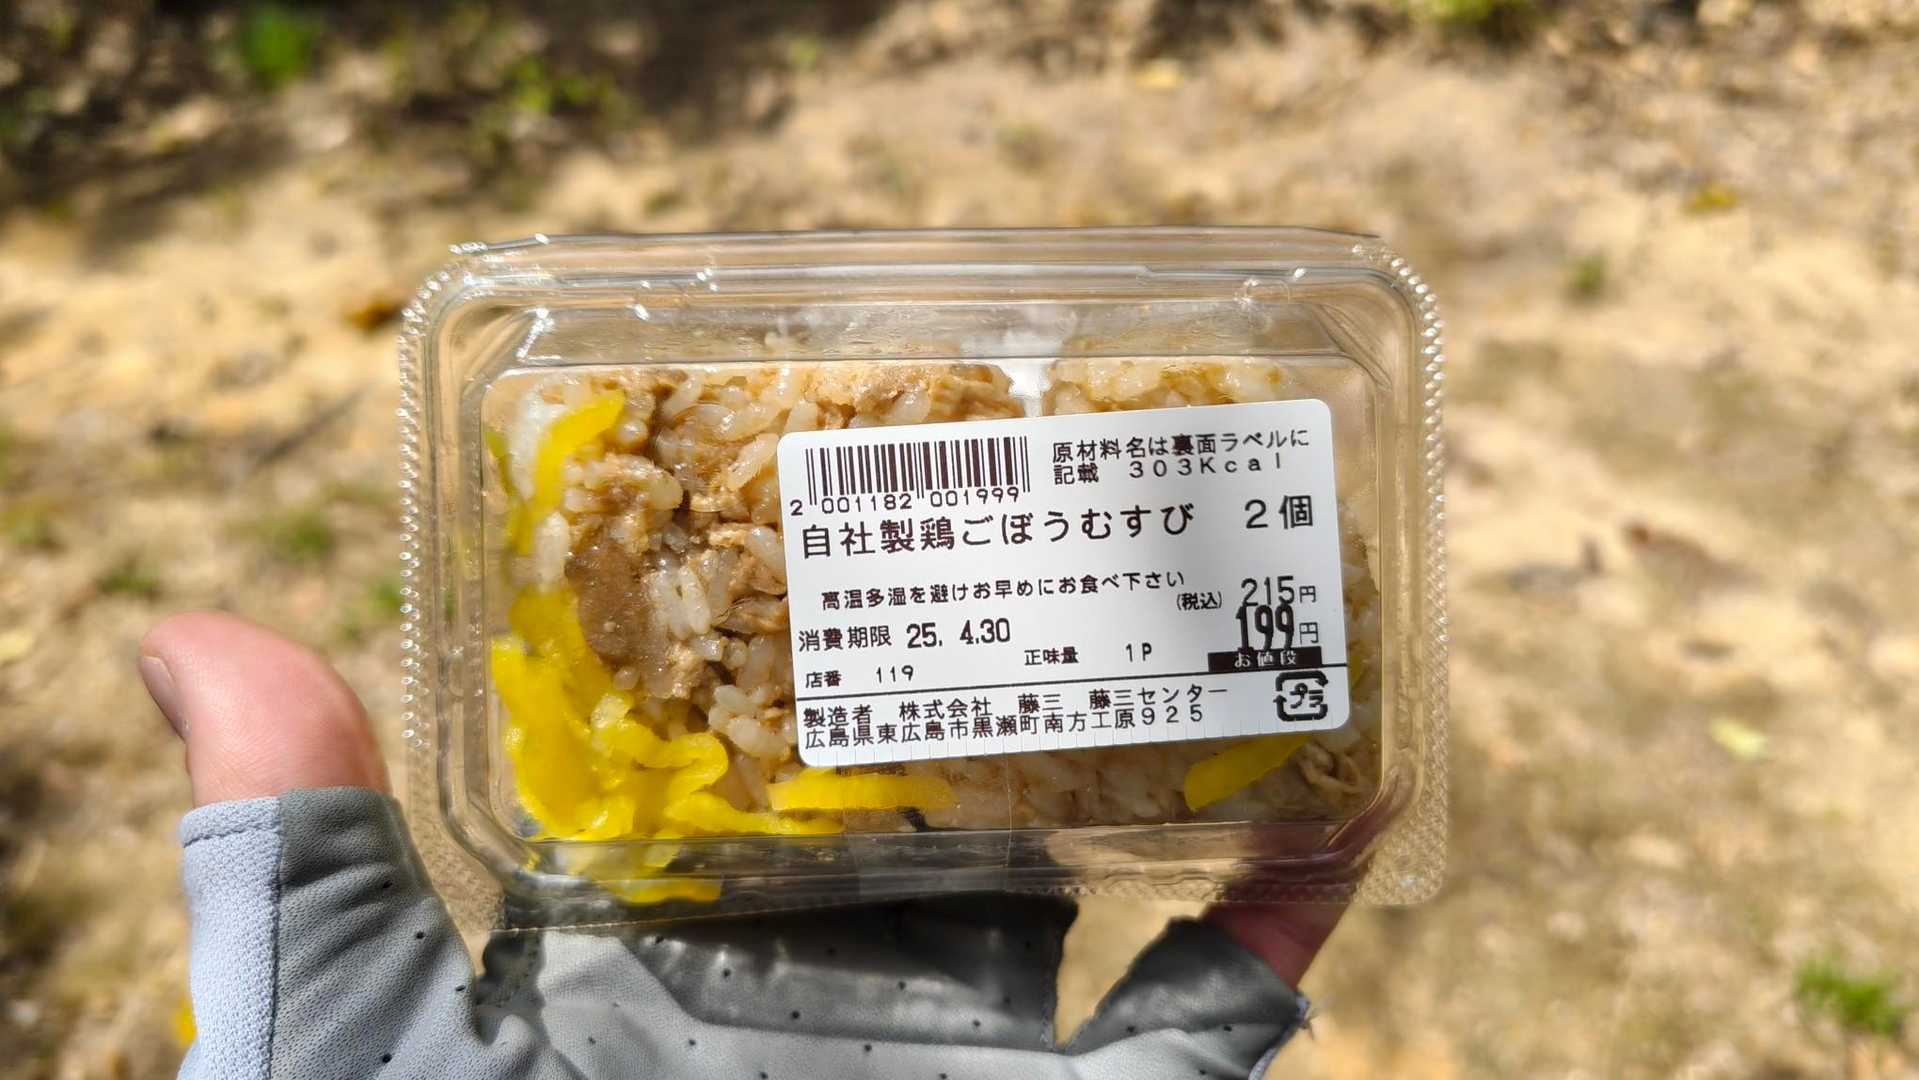 原材料名は裏面ラベルに
記載 303Kcal
2 001182 001999
自社製鶏ごぼうむすび 2個
高温多湿を避けお早めにお食べ下さい
(税込) 215円
199円
お値段
消費期限 25. 4.30
正味量 1P
店番 119
製造者 株式会社 藤三 藤三センター
広島県東広島市黒瀬町南方工原925
プラ